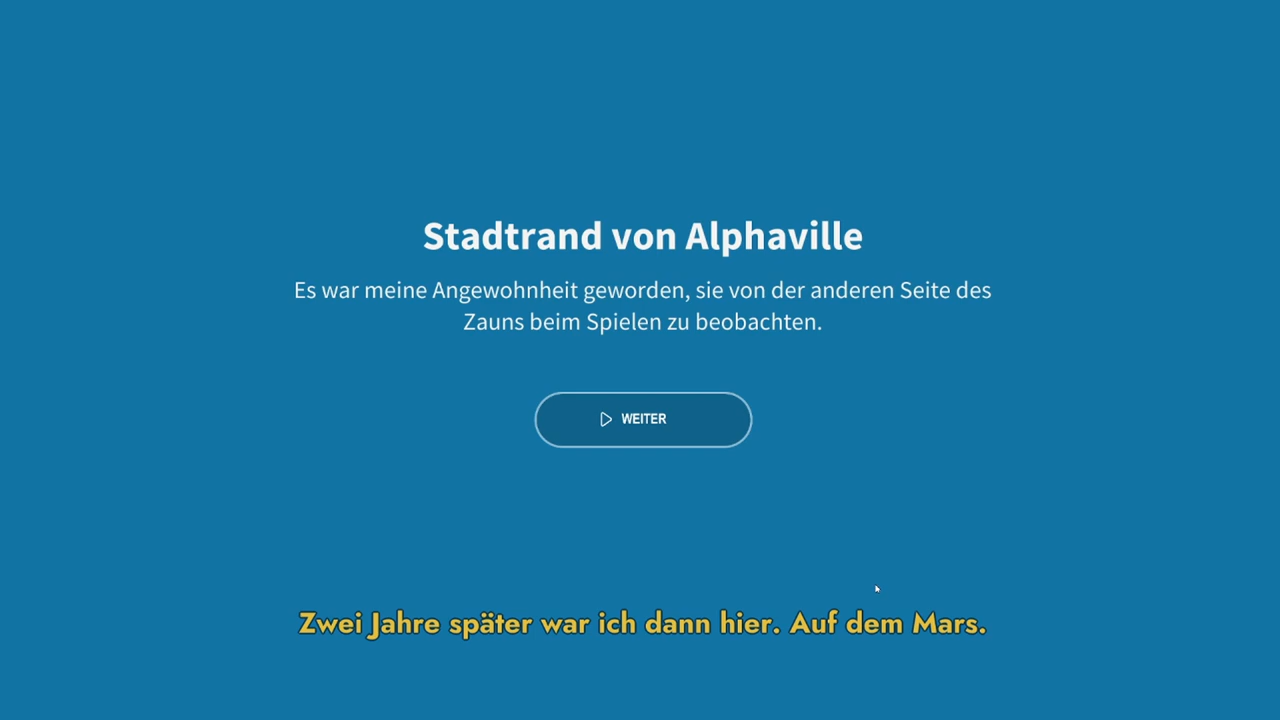 Stadtrand von Alphaville
Es war meine Angewohnheit geworden, sie von der anderen Seite des
Zauns beim Spielen zu beobachten.
WEITER
Zwei Jahre später war ich dann hier. Auf dem Mars.